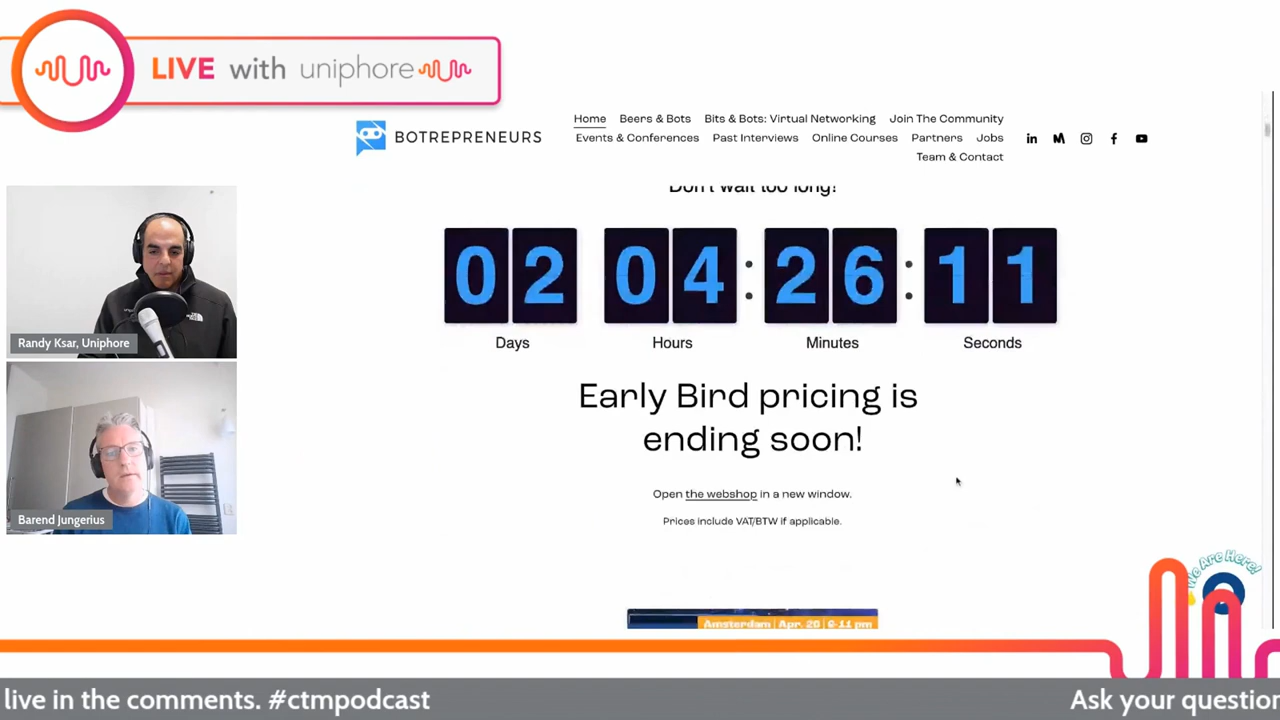 LIVE with uniphore
BOTREPRENEURS
Home Beers & Bots Bits & Bots: Virtual Networking Join The Community
Events & Conferences Past Interviews Online Courses Partners Jobs
Team & Contact
Don't wait too long!
02 04 : 26 : 11
Days Hours Minutes Seconds
Early Bird pricing is
ending soon!
Open the webshop in a new window.
Prices include VAT/BTW if applicable.
Amsterdam | Apr. 26 | 6-11 pm
Randy Ksar, Uniphore
Barend Jungerius
We Are Here!
live in the comments. #ctmpodcast Ask your question